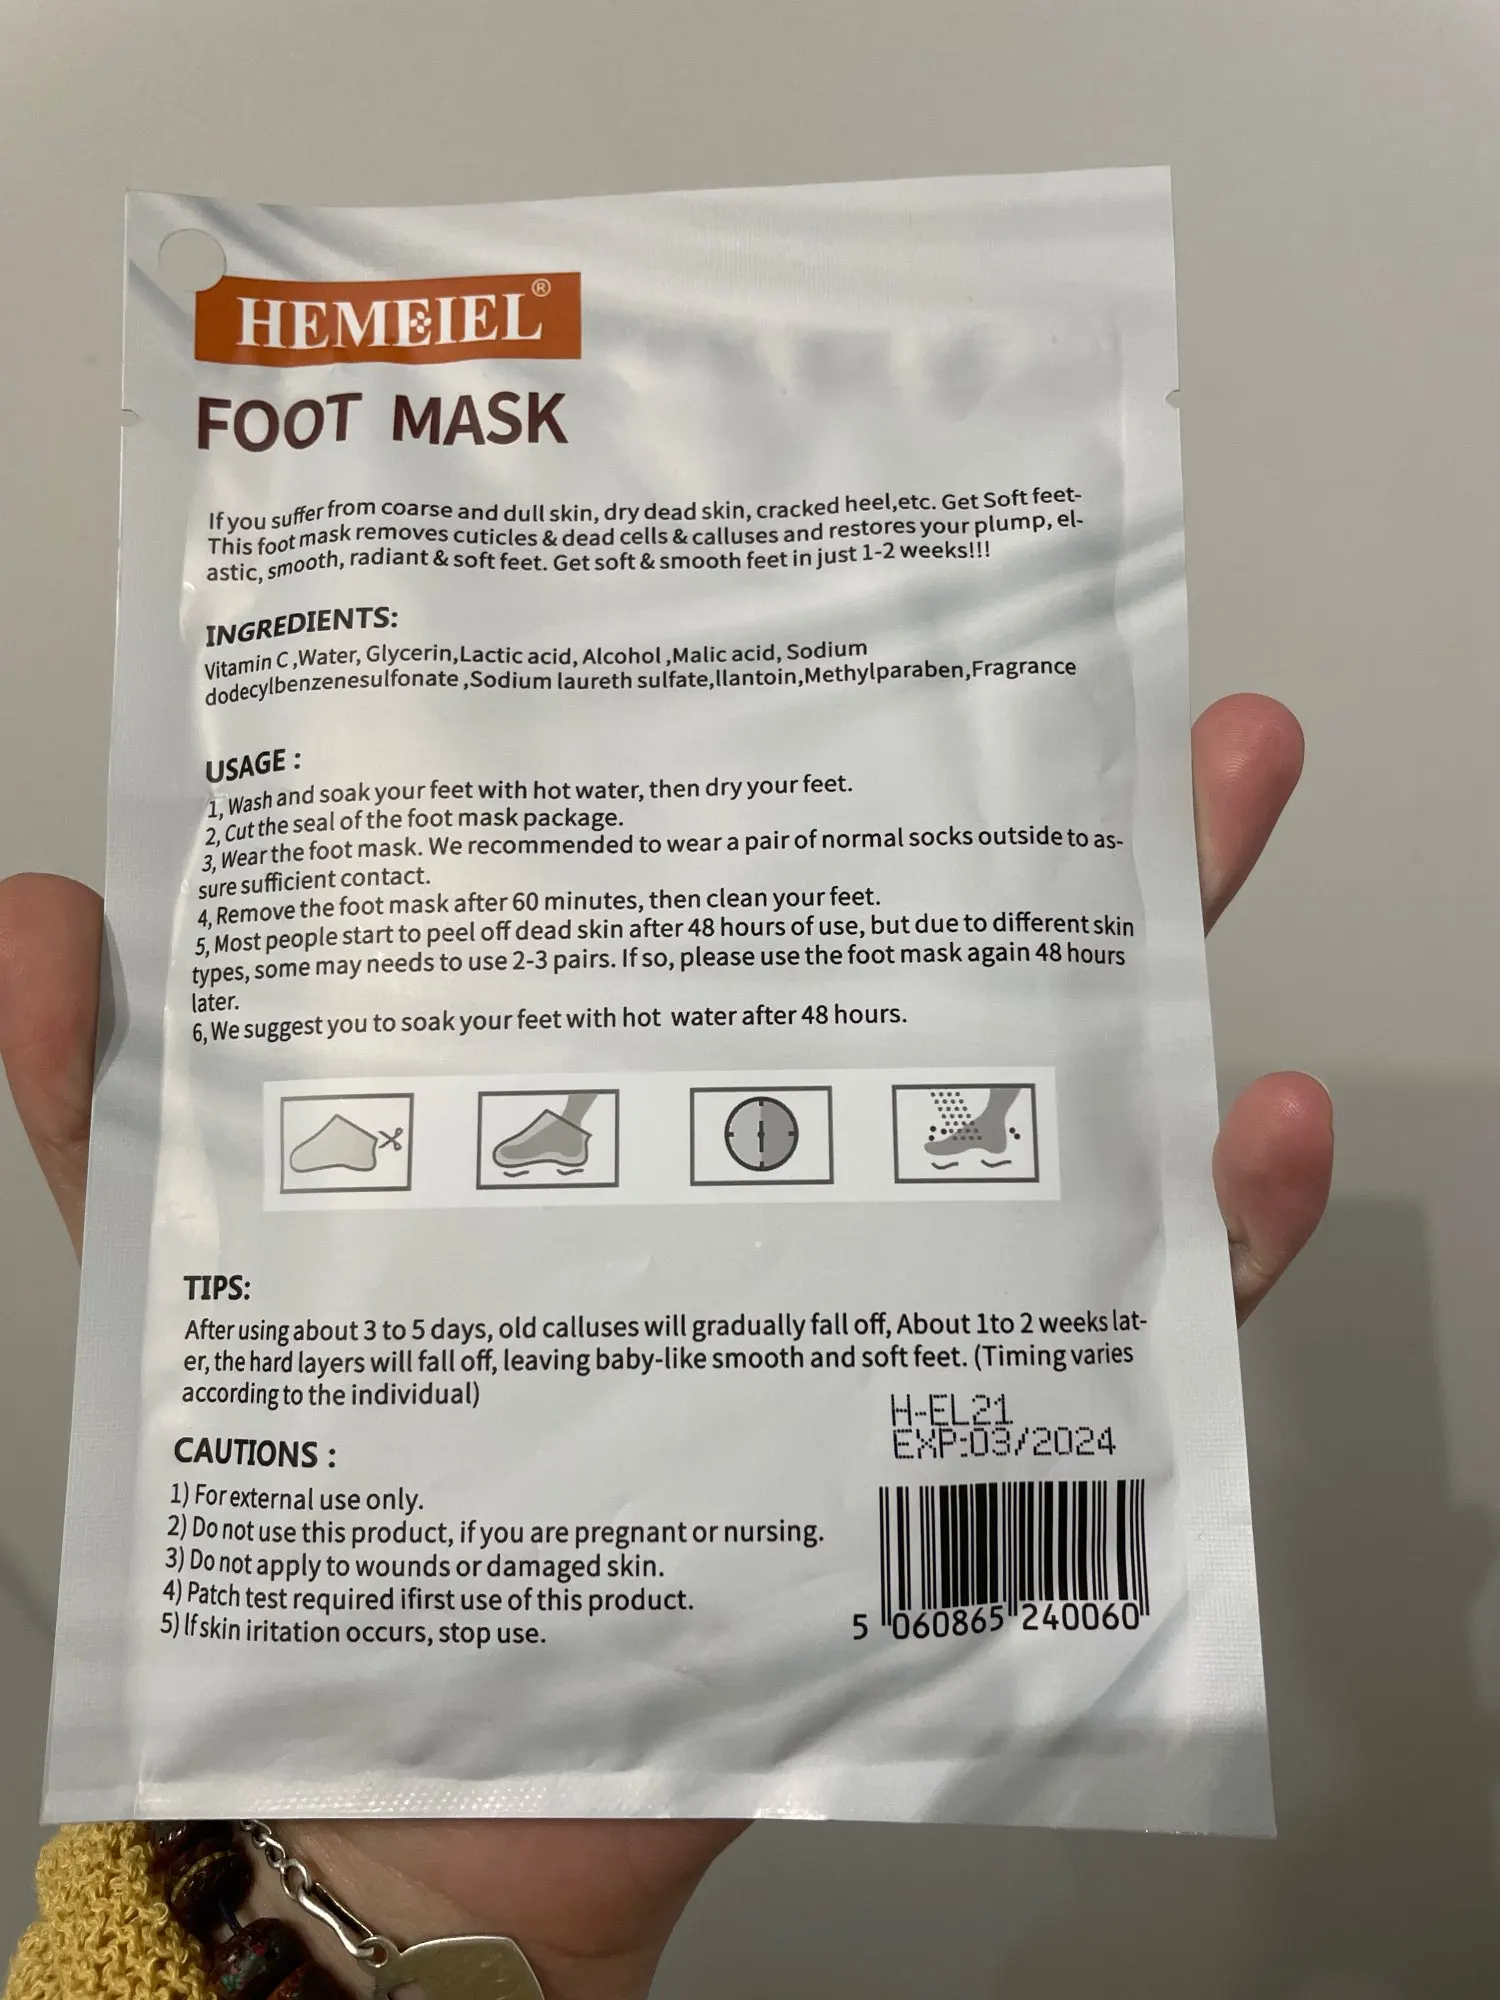 HEMEIEL®
FOOT MASK
If you suffer from coarse and dull skin, dry dead skin, cracked heel,etc. Get Soft feet-
This foot mask removes cuticles & dead cells & calluses and restores your plump, el-
astic, smooth, radiant & soft feet. Get soft & smooth feet in just 1-2 weeks!!!
INGREDIENTS:
Vitamin C ,Water, Glycerin,Lactic acid, Alcohol ,Malic acid, Sodium
dodecylbenzenesulfonate ,Sodium laureth sulfate,llantoin,Methylparaben,Fragrance
USAGE :
1, Wash and soak your feet with hot water, then dry your feet.
2, Cut the seal of the foot mask package.
3, Wear the foot mask. We recommended to wear a pair of normal socks outside to as-
sure sufficient contact.
4, Remove the foot mask after 60 minutes, then clean your feet.
5, Most people start to peel off dead skin after 48 hours of use, but due to different skin
types, some may needs to use 2-3 pairs. If so, please use the foot mask again 48 hours
later.
6, We suggest you to soak your feet with hot water after 48 hours.
TIPS:
After using about 3 to 5 days, old calluses will gradually fall off, About 1to 2 weeks lat-
er, the hard layers will fall off, leaving baby-like smooth and soft feet. (Timing varies
according to the individual)
H-EL21
EXP:03/2024
CAUTIONS :
1) For external use only.
2) Do not use this product, if you are pregnant or nursing.
3) Do not apply to wounds or damaged skin.
4) Patch test required ifirst use of this product.
5) If skin iritation occurs, stop use.
5 060865 240060